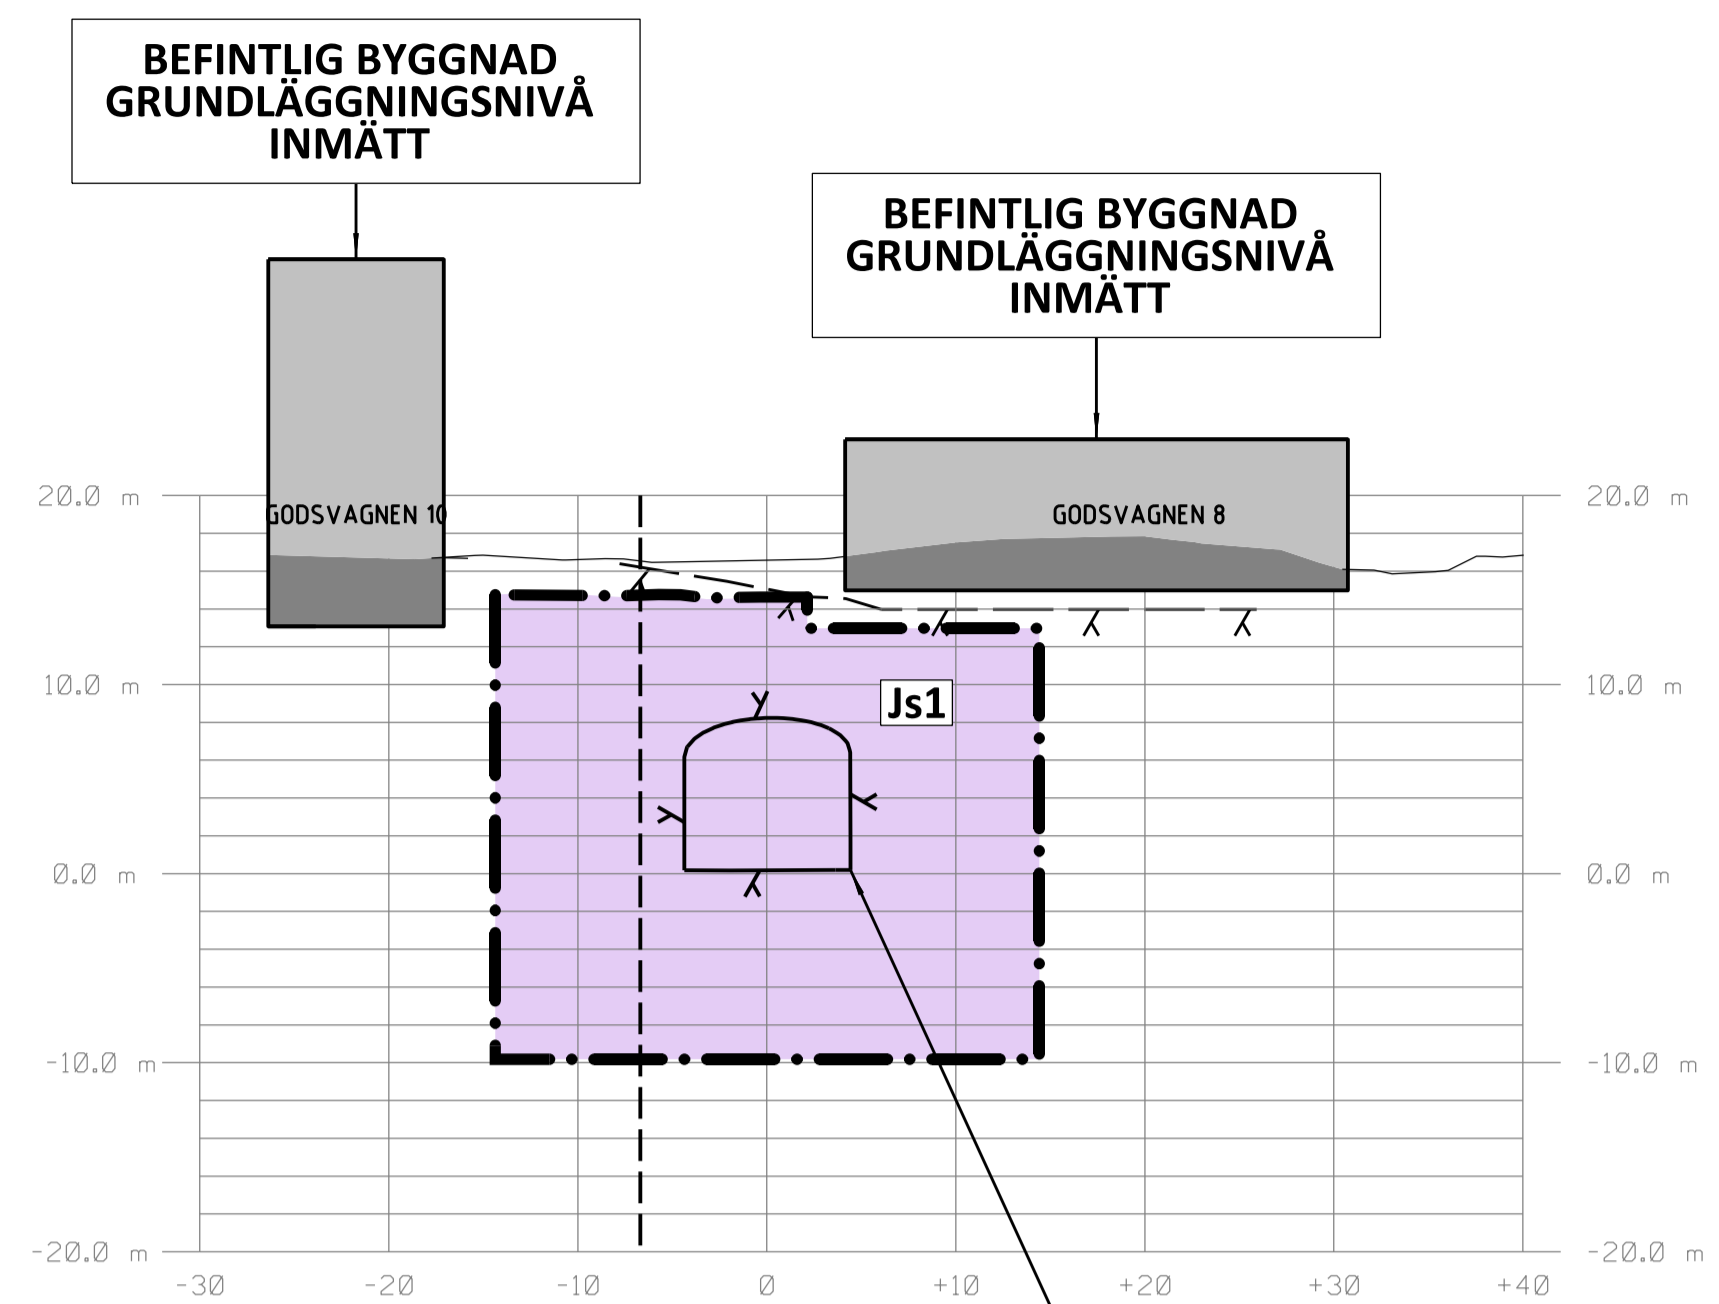 BEFINTLIG BYGGNAD
GRUNDLÄGGNINGSNIVÅ
INMÄTT
BEFINTLIG BYGGNAD
GRUNDLÄGGNINGSNIVÅ
INMÄTT
20.0 m
GODSVAGNEN 10
GODSVAGNEN 8
20.0 m
10.0 m
Js1
10.0 m
0.0 m
0.0 m
-10.0 m
-10.0 m
-20.0 m
-20.0 m
-30
-20
-10
0
+10
+20
+30
+40